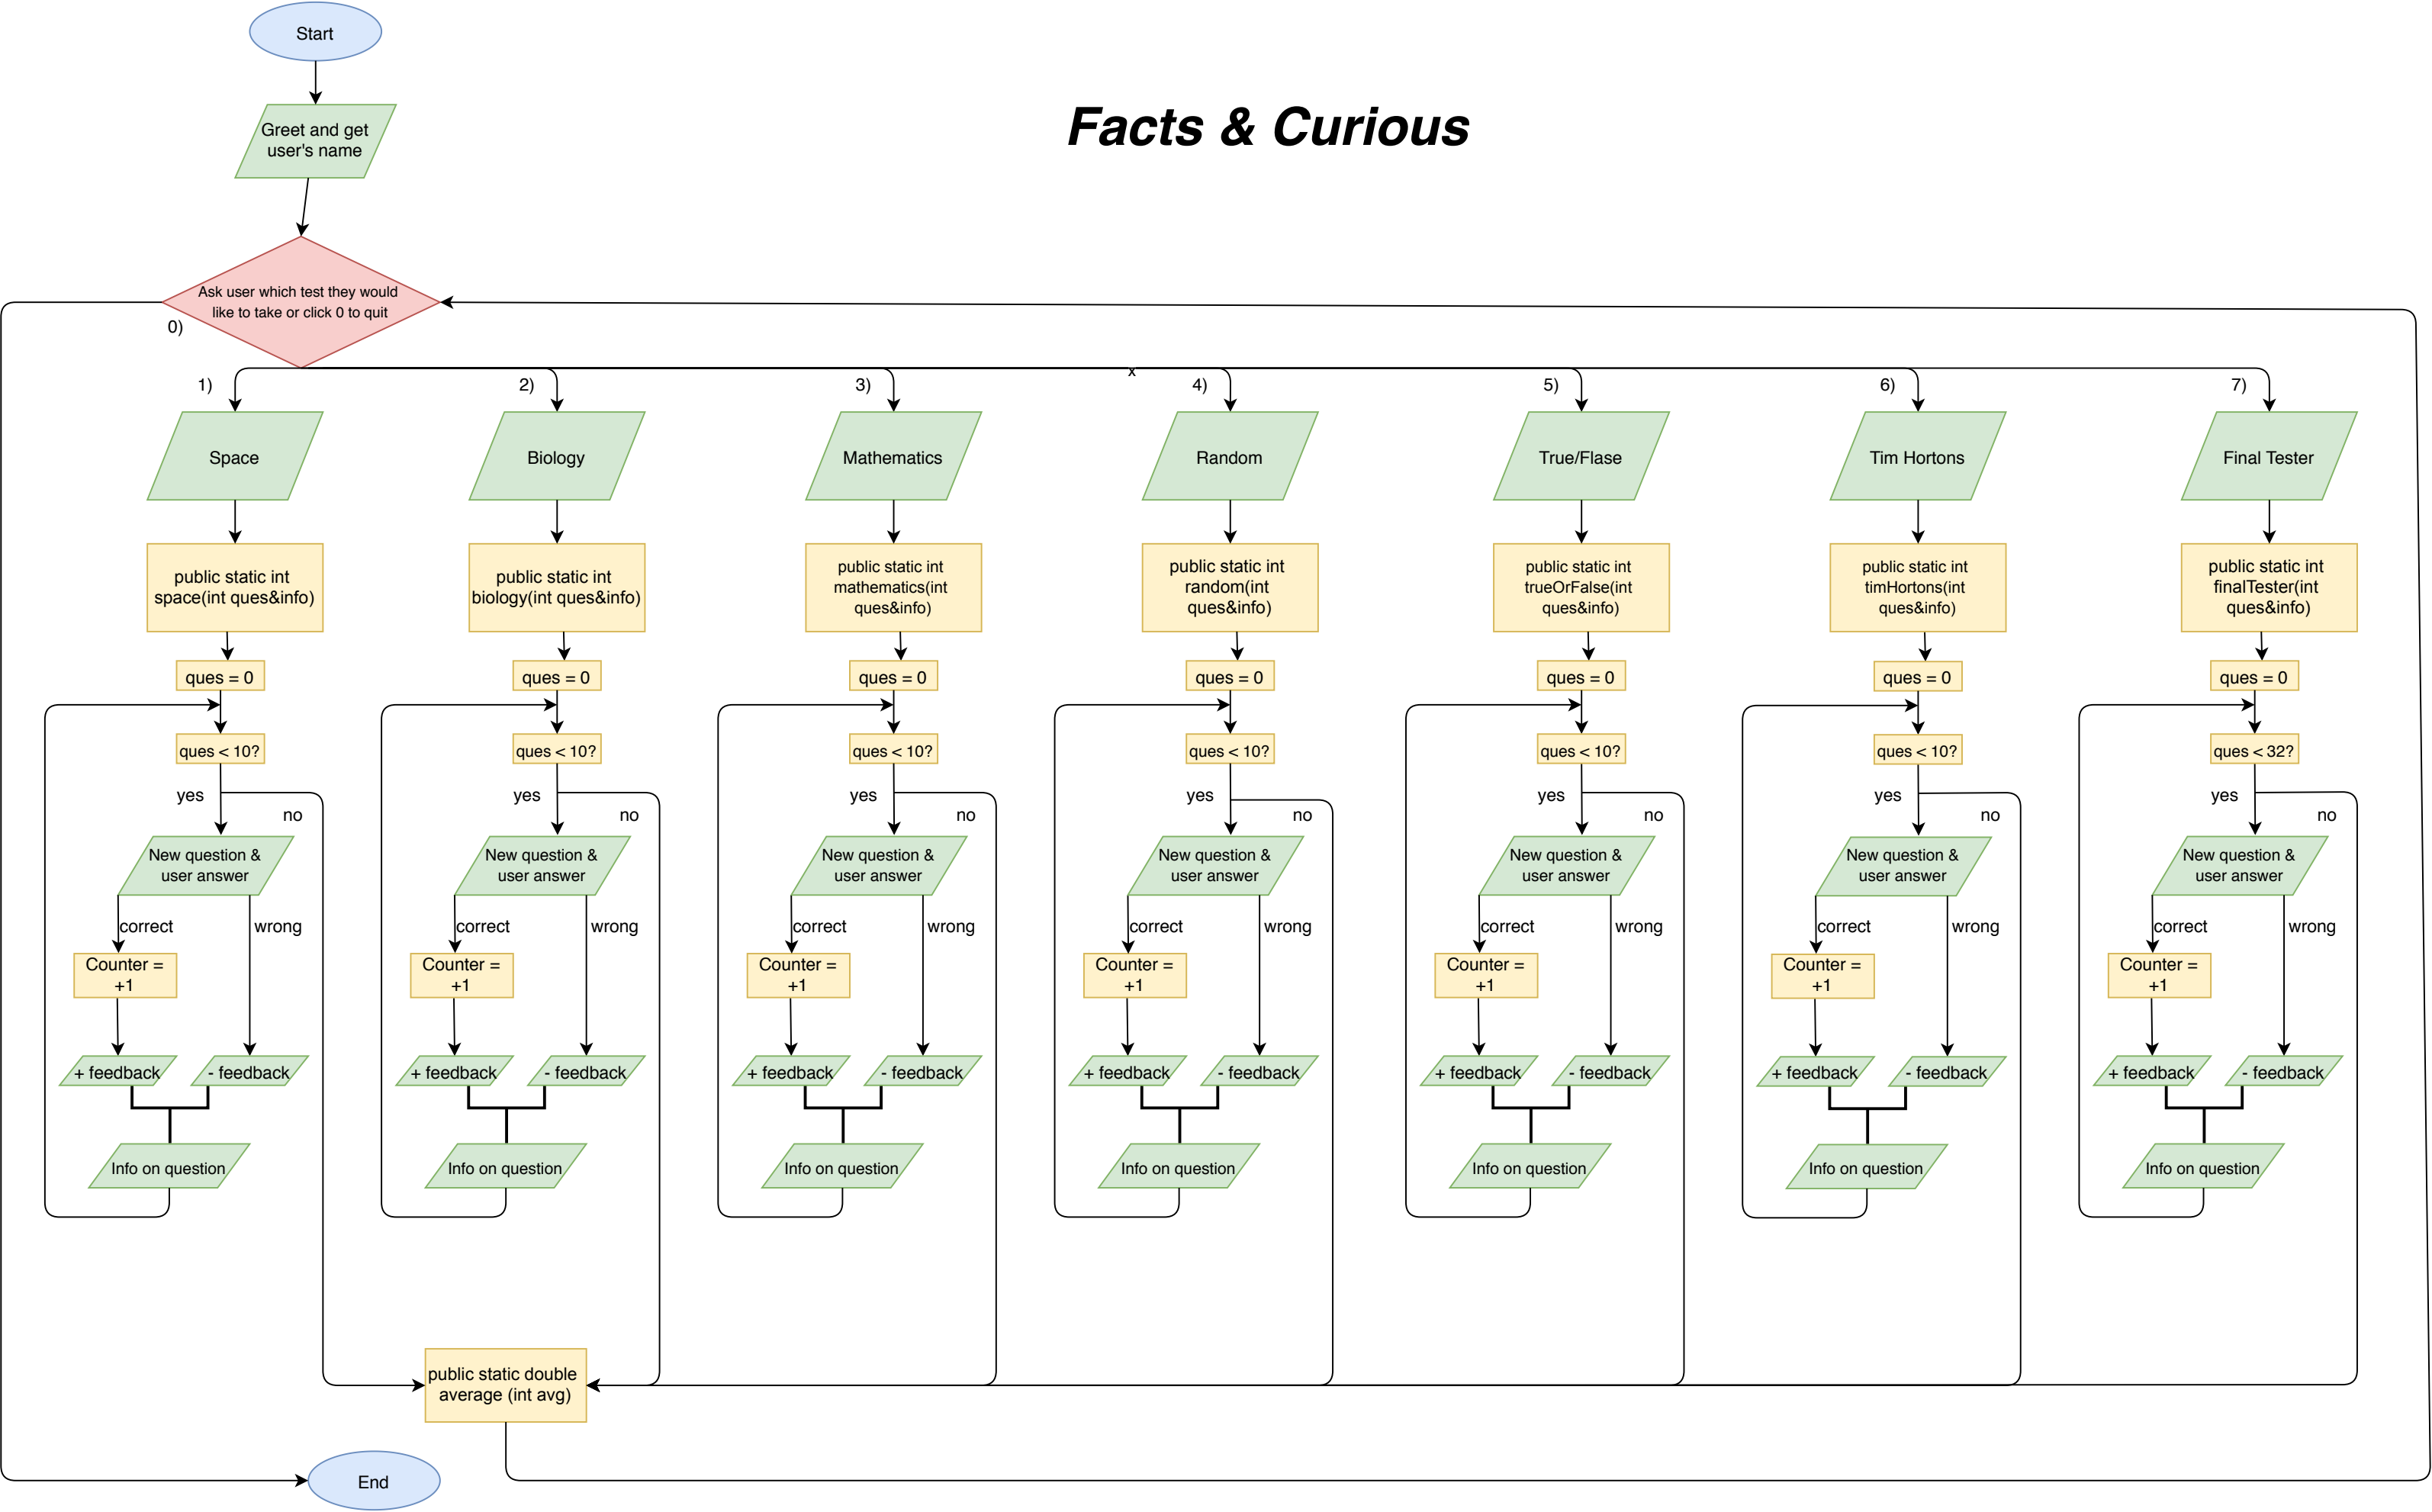 Start
Facts & Curious
Greet and get
user's name
Ask user which test they would
like to take or click 0 to quit
0)
x
1)
2)
3)
4)
5)
6)
7)
Space
Biology
Mathematics
Random
True/Flase
Tim Hortons
Final Tester
public static int
space(int ques&info)
public static int
biology(int ques&info)
public static int
mathematics(int
ques&info)
public static int
random(int
ques&info)
public static int
trueOrFalse(int
ques&info)
public static int
timHortons(int
ques&info)
public static int
finalTester(int
ques&info)
ques = 0
ques = 0
ques = 0
ques = 0
ques = 0
ques = 0
ques = 0
ques < 10?
ques < 10?
ques < 10?
ques < 10?
ques < 10?
ques < 10?
ques < 32?
yes
no
yes
no
yes
no
yes
no
yes
no
yes
no
yes
no
New question &
user answer
New question &
user answer
New question &
user answer
New question &
user answer
New question &
user answer
New question &
user answer
New question &
user answer
correct
wrong
correct
wrong
correct
wrong
correct
wrong
correct
wrong
correct
wrong
correct
wrong
Counter =
+1
Counter =
+1
Counter =
+1
Counter =
+1
Counter =
+1
Counter =
+1
Counter =
+1
+ feedback
- feedback
+ feedback
- feedback
+ feedback
- feedback
+ feedback
- feedback
+ feedback
- feedback
+ feedback
- feedback
+ feedback
- feedback
Info on question
Info on question
Info on question
Info on question
Info on question
Info on question
Info on question
public static double
average (int avg)
End